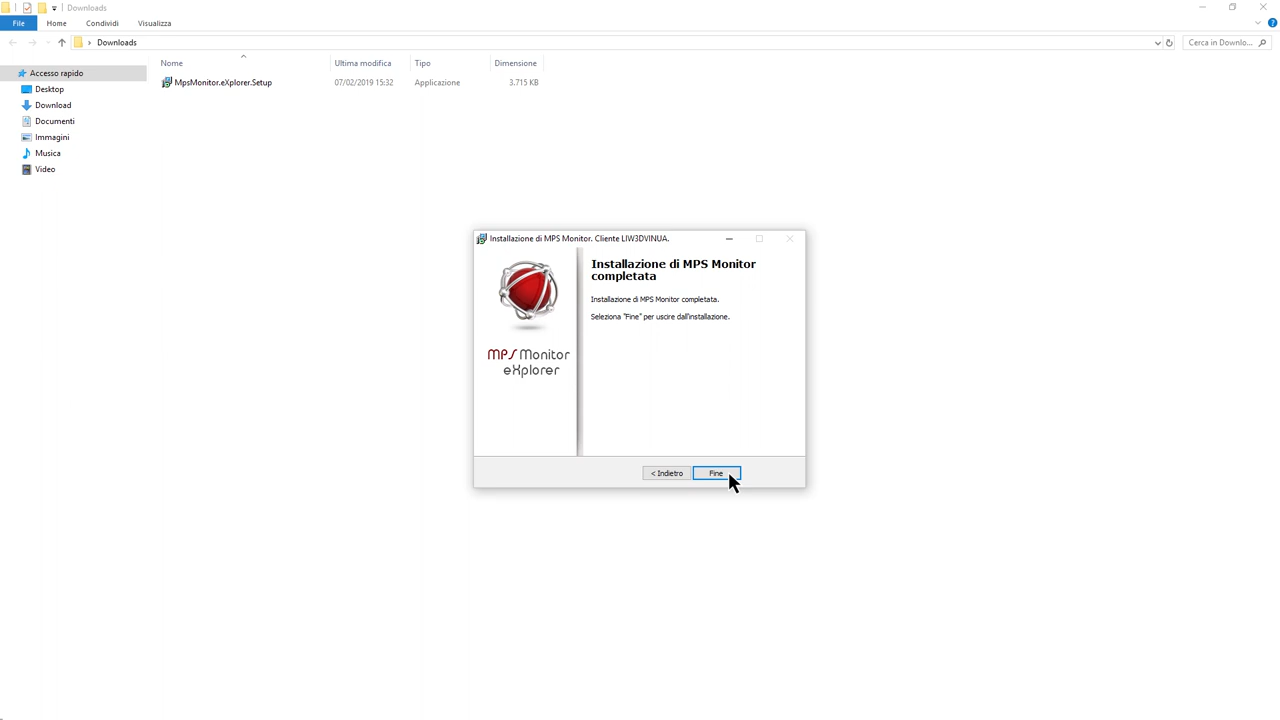 Downloads
File Home Condividi Visualizza
Downloads
Cerca in Downlo...
Nome Ultima modifica Tipo Dimensione
Accesso rapido
MpsMonitor.eXplorer.Setup 07/02/2019 15:32 Applicazione 3.715 KB
Desktop
Download
Documenti
Immagini
Musica
Video
Installazione di MPS Monitor. Cliente LIW3DVINUA.
Installazione di MPS Monitor
completata
Installazione di MPS Monitor completata.
Seleziona "Fine" per uscire dall'installazione.
MPS Monitor
eXplorer
< Indietro Fine